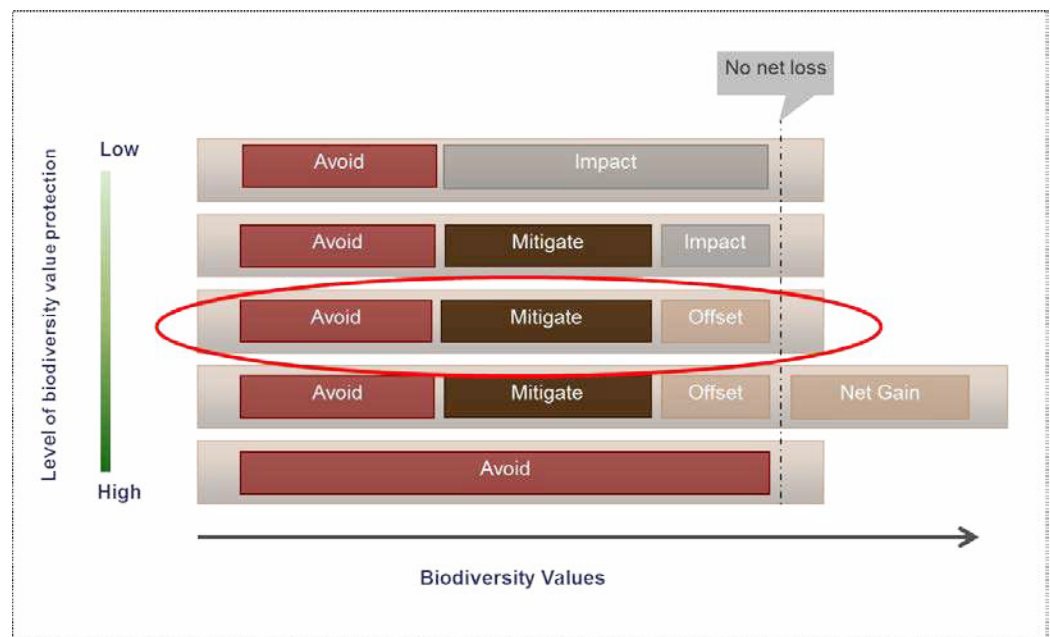 No net loss
Low
Avoid Impact
Avoid Mitigate Impact
Level of biodiversity value protection
Avoid Mitigate Offset
Avoid Mitigate Offset Net Gain
Avoid
High
Biodiversity Values